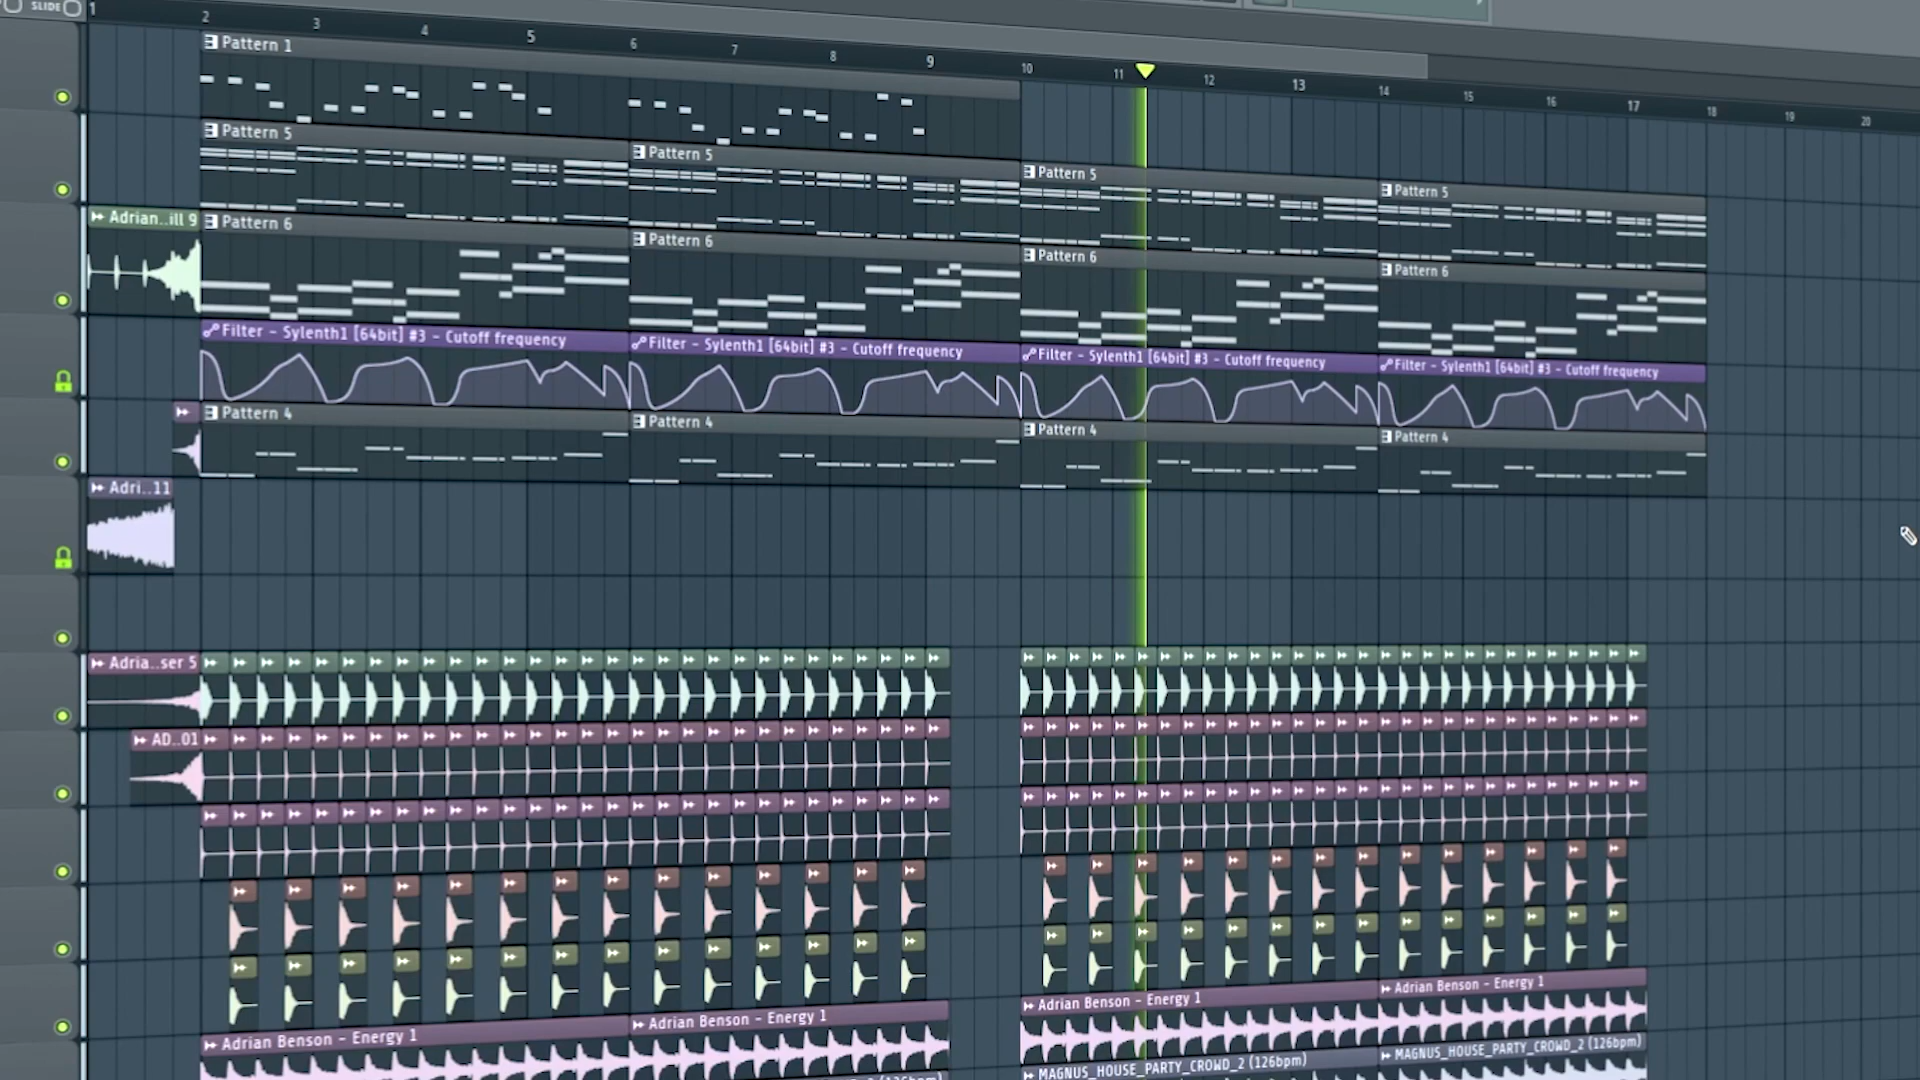 SLIDE
1 2 3 4 5 6 7 8 9 10 11 12 13 14 15 16 17 18 19 20
Pattern 1
Pattern 5 Pattern 5 Pattern 5 Pattern 5
Adrian..ill 9 Pattern 6 Pattern 6 Pattern 6 Pattern 6
Filter - Sylenth1 [64bit] #3 - Cutoff frequency Filter - Sylenth1 [64bit] #3 - Cutoff frequency Filter - Sylenth1 [64bit] #3 - Cutoff frequency Filter - Sylenth1 [64bit] #3 - Cutoff frequency
Pattern 4 Pattern 4 Pattern 4 Pattern 4
Adri..11
Adria..ser 5
AD..01
Adrian Benson - Energy 1 Adrian Benson - Energy 1 Adrian Benson - Energy 1 Adrian Benson - Energy 1
MAGNUS_HOUSE_PARTY_CROWD_2 (126bpm) MAGNUS_HOUSE_PARTY_CROWD_2 (126bpm)